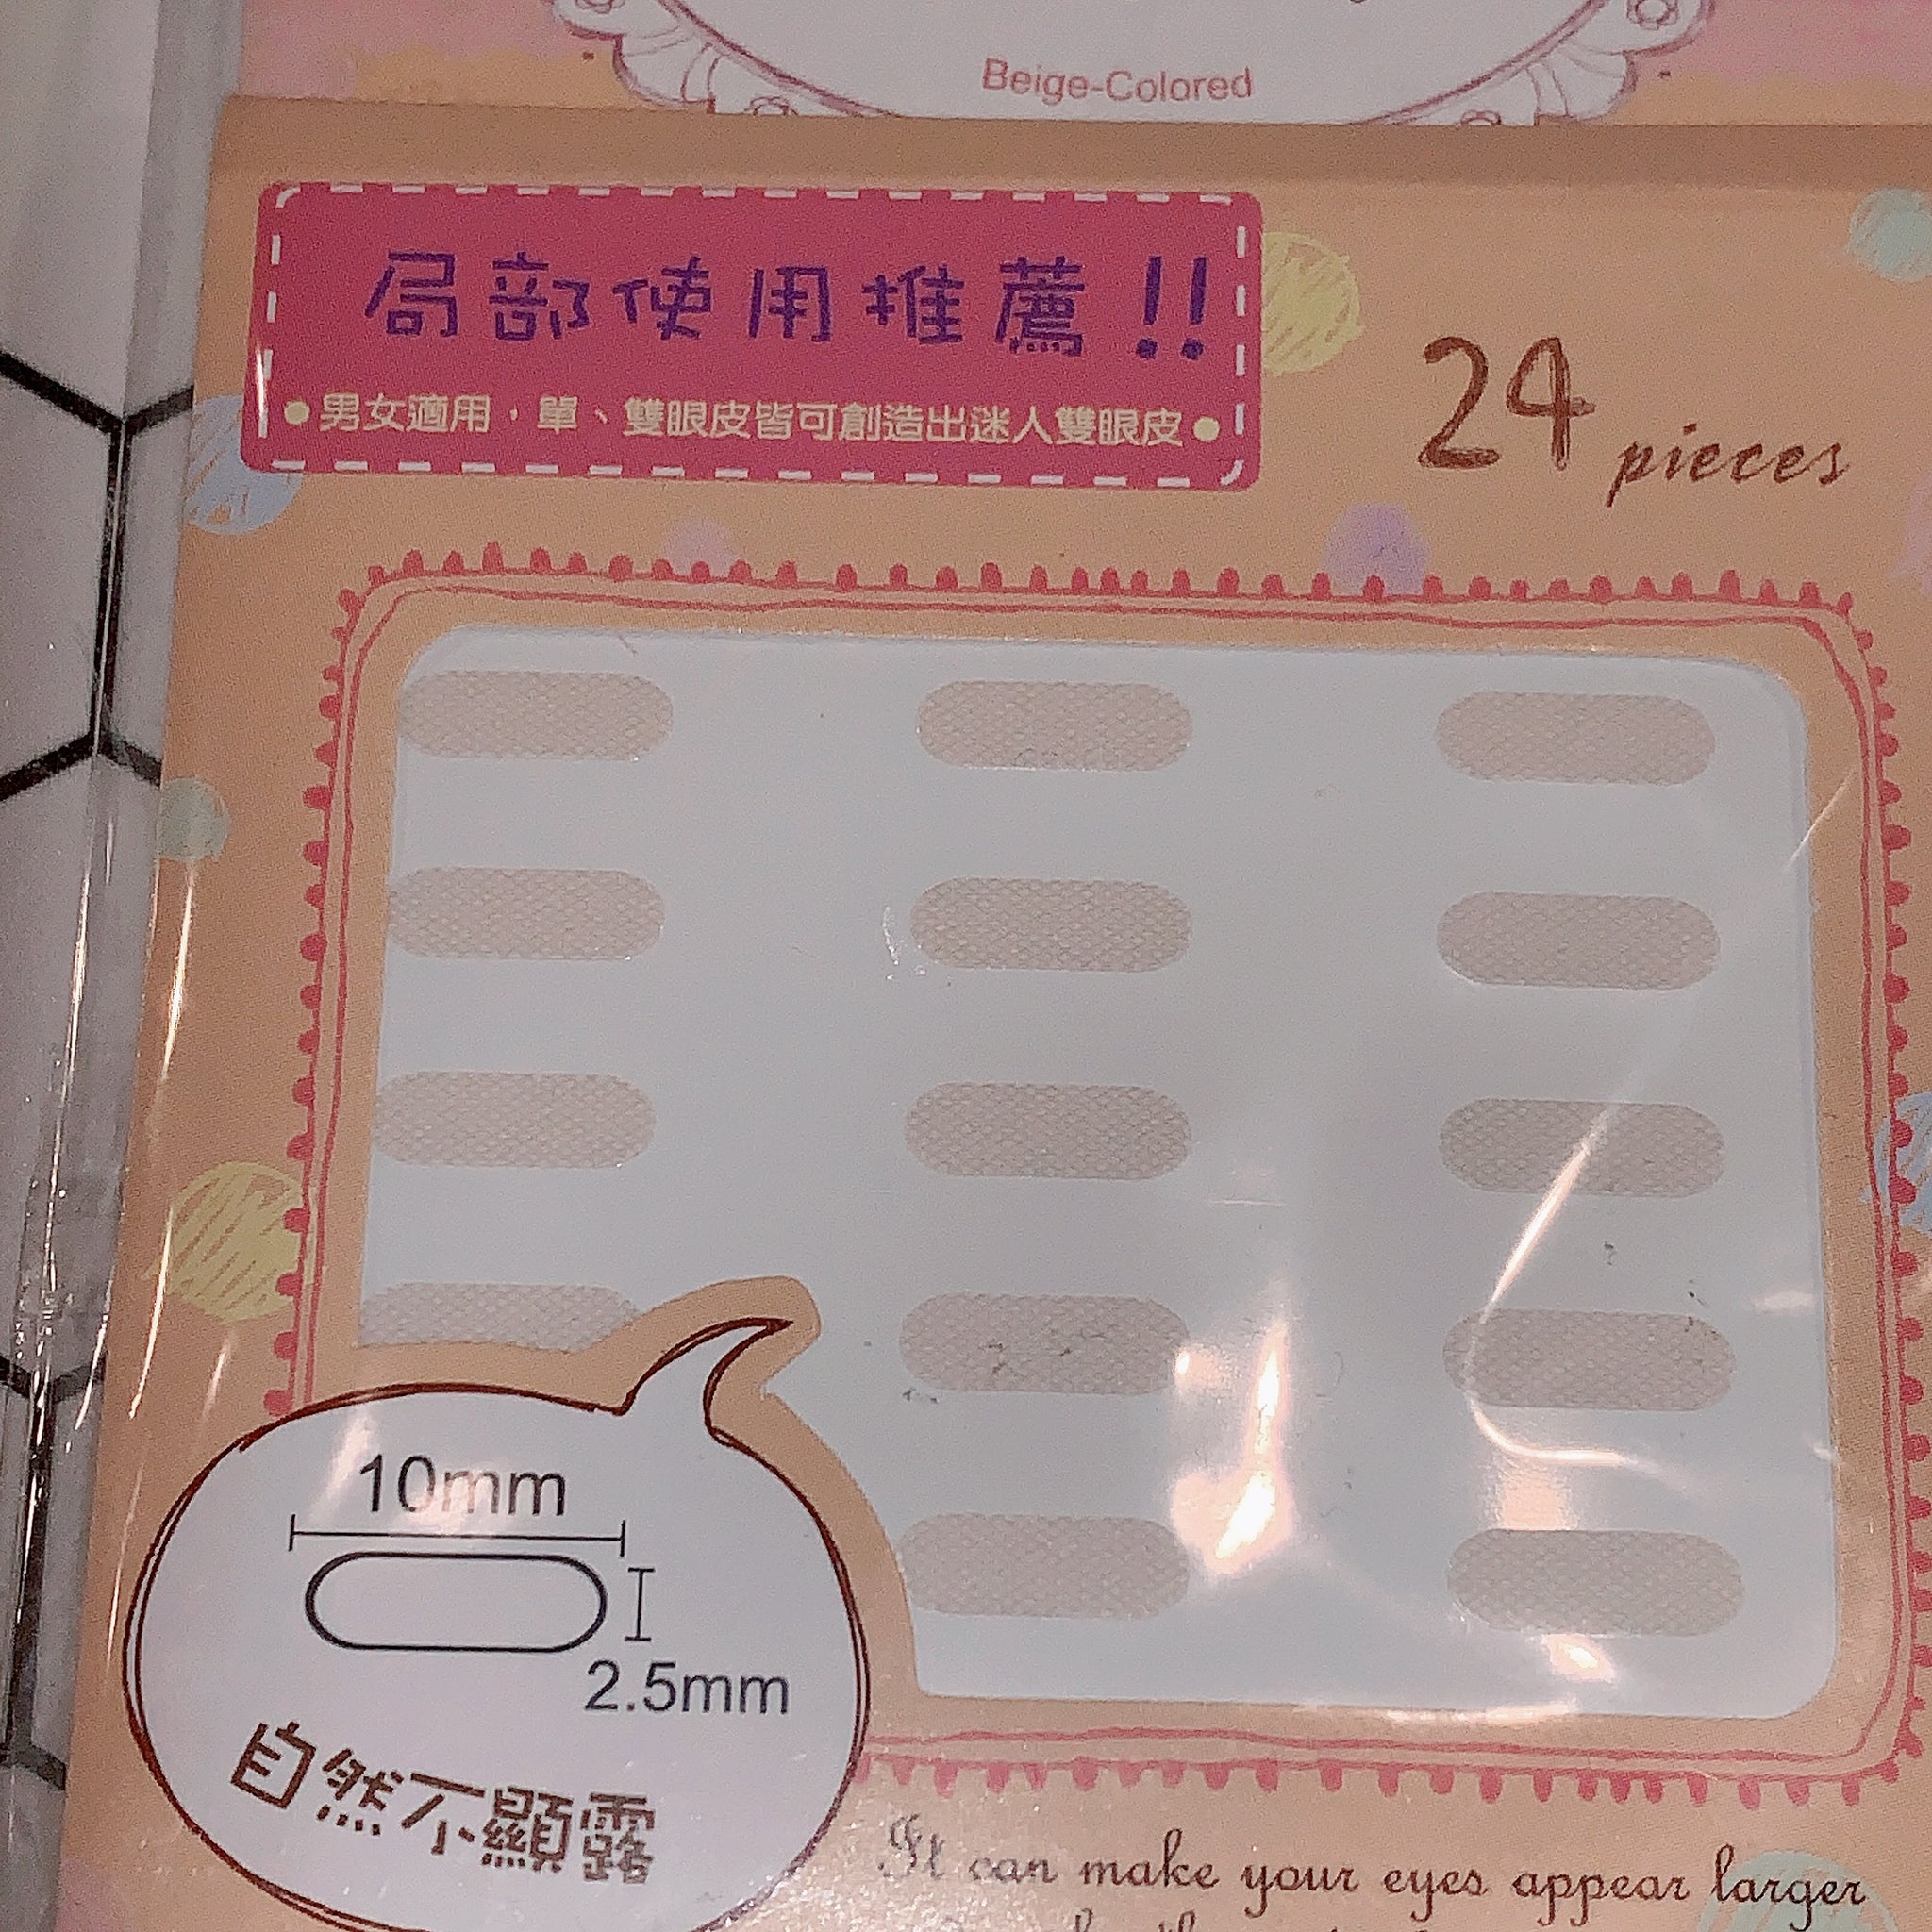 Beige-Colored
局部使用推薦!!
●男女適用，單、雙眼皮皆可創造出迷人雙眼皮●
24 pieces
10mm
2.5mm
自然不顯露
It can make your eyes appear larger